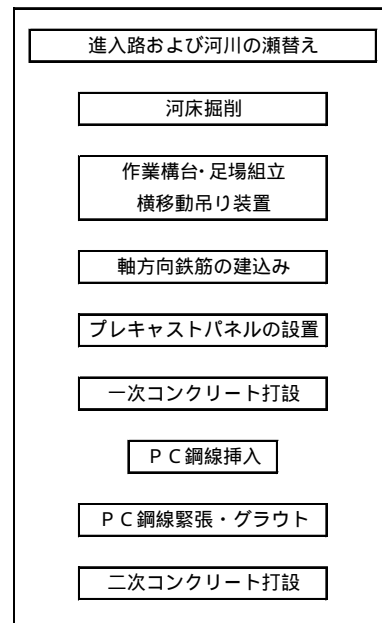 進入路および河川の瀬替え
河床掘削
作業構台・足場組立
横移動吊り装置
軸方向鉄筋の建込み
プレキャストパネルの設置
一次コンクリート打設
ＰＣ鋼線挿入
ＰＣ鋼線緊張・グラウト
二次コンクリート打設